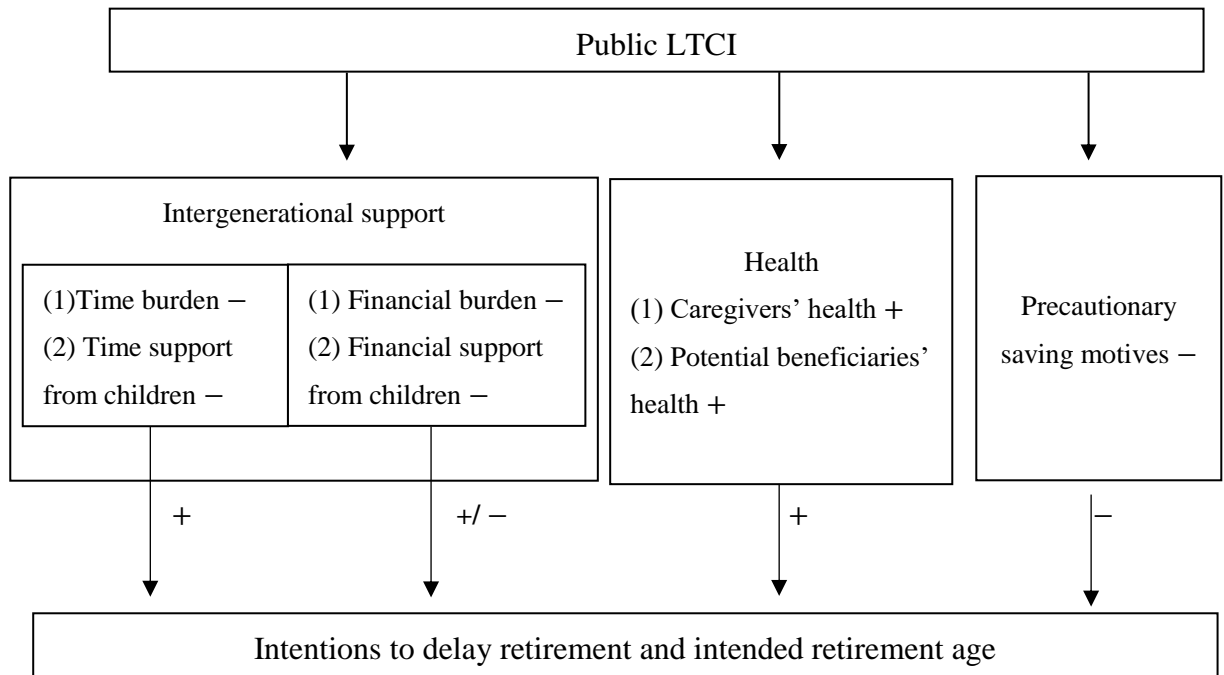 Public LTCI
Intergenerational support
(1)Time burden −
(2) Time support
from children −
(1) Financial burden −
(2) Financial support
from children −
Health
(1) Caregivers’ health +
(2) Potential beneficiaries’
health +
Precautionary
saving motives −
+
+/ −
+
−
Intentions to delay retirement and intended retirement age